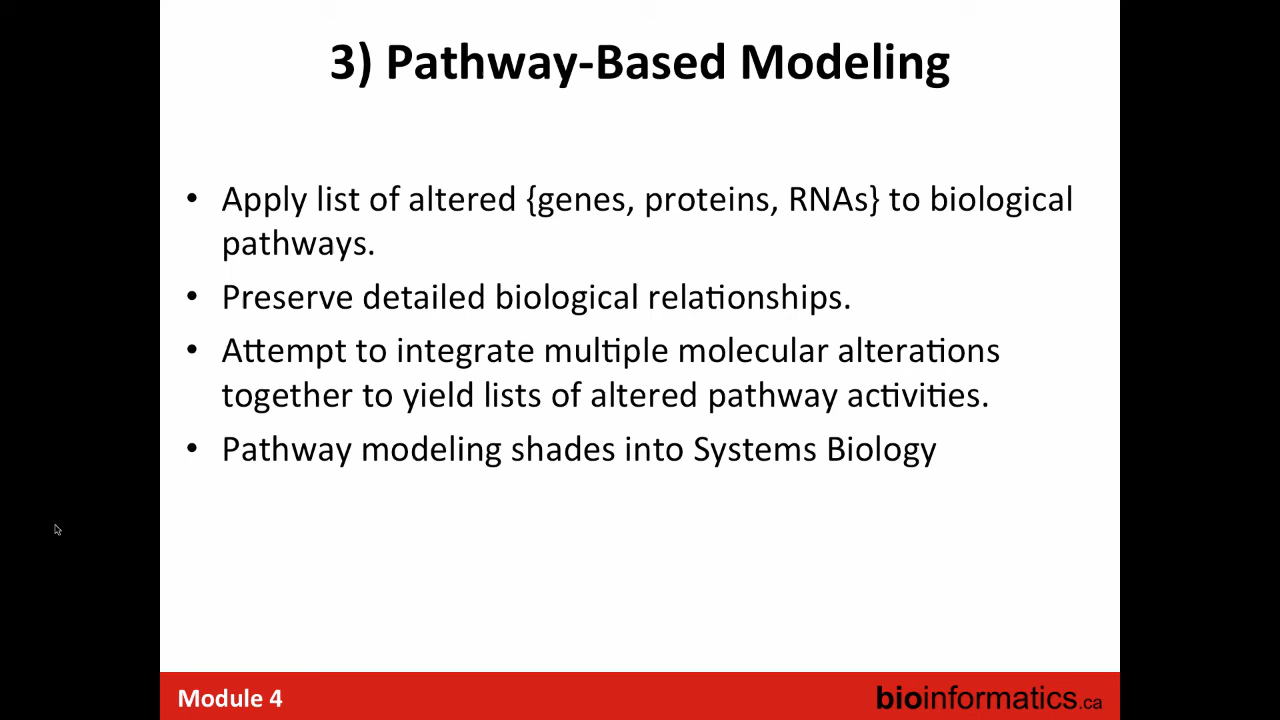 3) Pathway-Based Modeling
• Apply list of altered {genes, proteins, RNAs} to biological
pathways.
• Preserve detailed biological relationships.
• Attempt to integrate multiple molecular alterations
together to yield lists of altered pathway activities.
• Pathway modeling shades into Systems Biology
Module 4
bioinformatics.ca